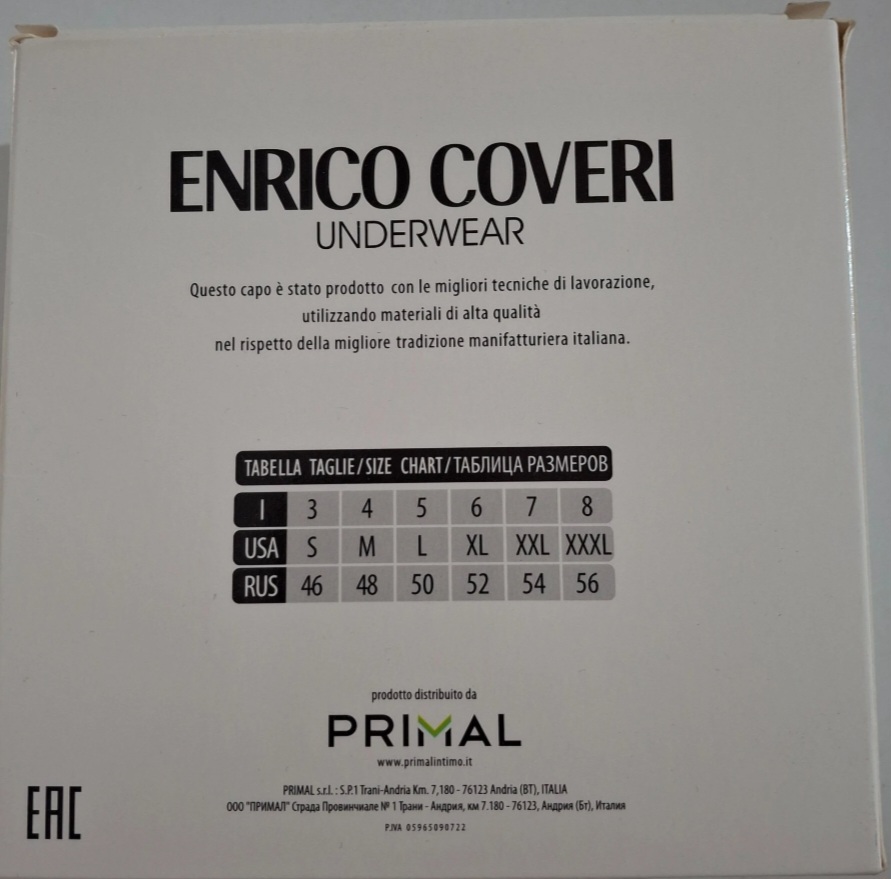 ENRICO COVERI
UNDERWEAR
Questo capo è stato prodotto con le migliori tecniche di lavorazione,
utilizzando materiali di alta qualità
nel rispetto della migliore tradizione manifatturiera italiana.
TABELLA TAGLIE/SIZE CHART/ТАБЛИЦА РАЗМЕРОВ
I 3 4 5 6 7 8
USA S M L XL XXL XXXL
RUS 46 48 50 52 54 56
prodotto distribuito da
PRIMAL
www.primalintimo.it
PRIMAL s.r.l. : S.P.1 Trani-Andria Km. 7,180 - 76123 Andria (BT), ITALIA
ООО "ПРИМАЛ" Страда Провинчиале № 1 Трани - Андрия, км 7.180 - 76123, Андрия (Бт), Италия
P.IVA 05965090722
EAC